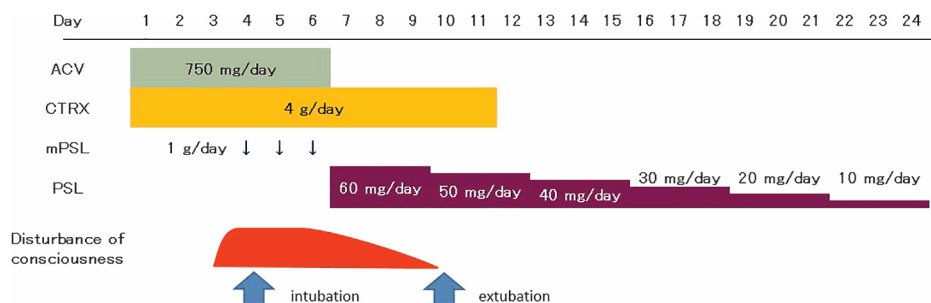 Day 1 2 3 4 5 6 7 8 9 10 11 12 13 14 15 16 17 18 19 20 21 22 23 24
ACV 750 mg/day
CTRX 4 g/day
mPSL 1 g/day ↓ ↓ ↓
PSL 60 mg/day 50 mg/day 40 mg/day 30 mg/day 20 mg/day 10 mg/day
Disturbance of
consciousness
intubation extubation